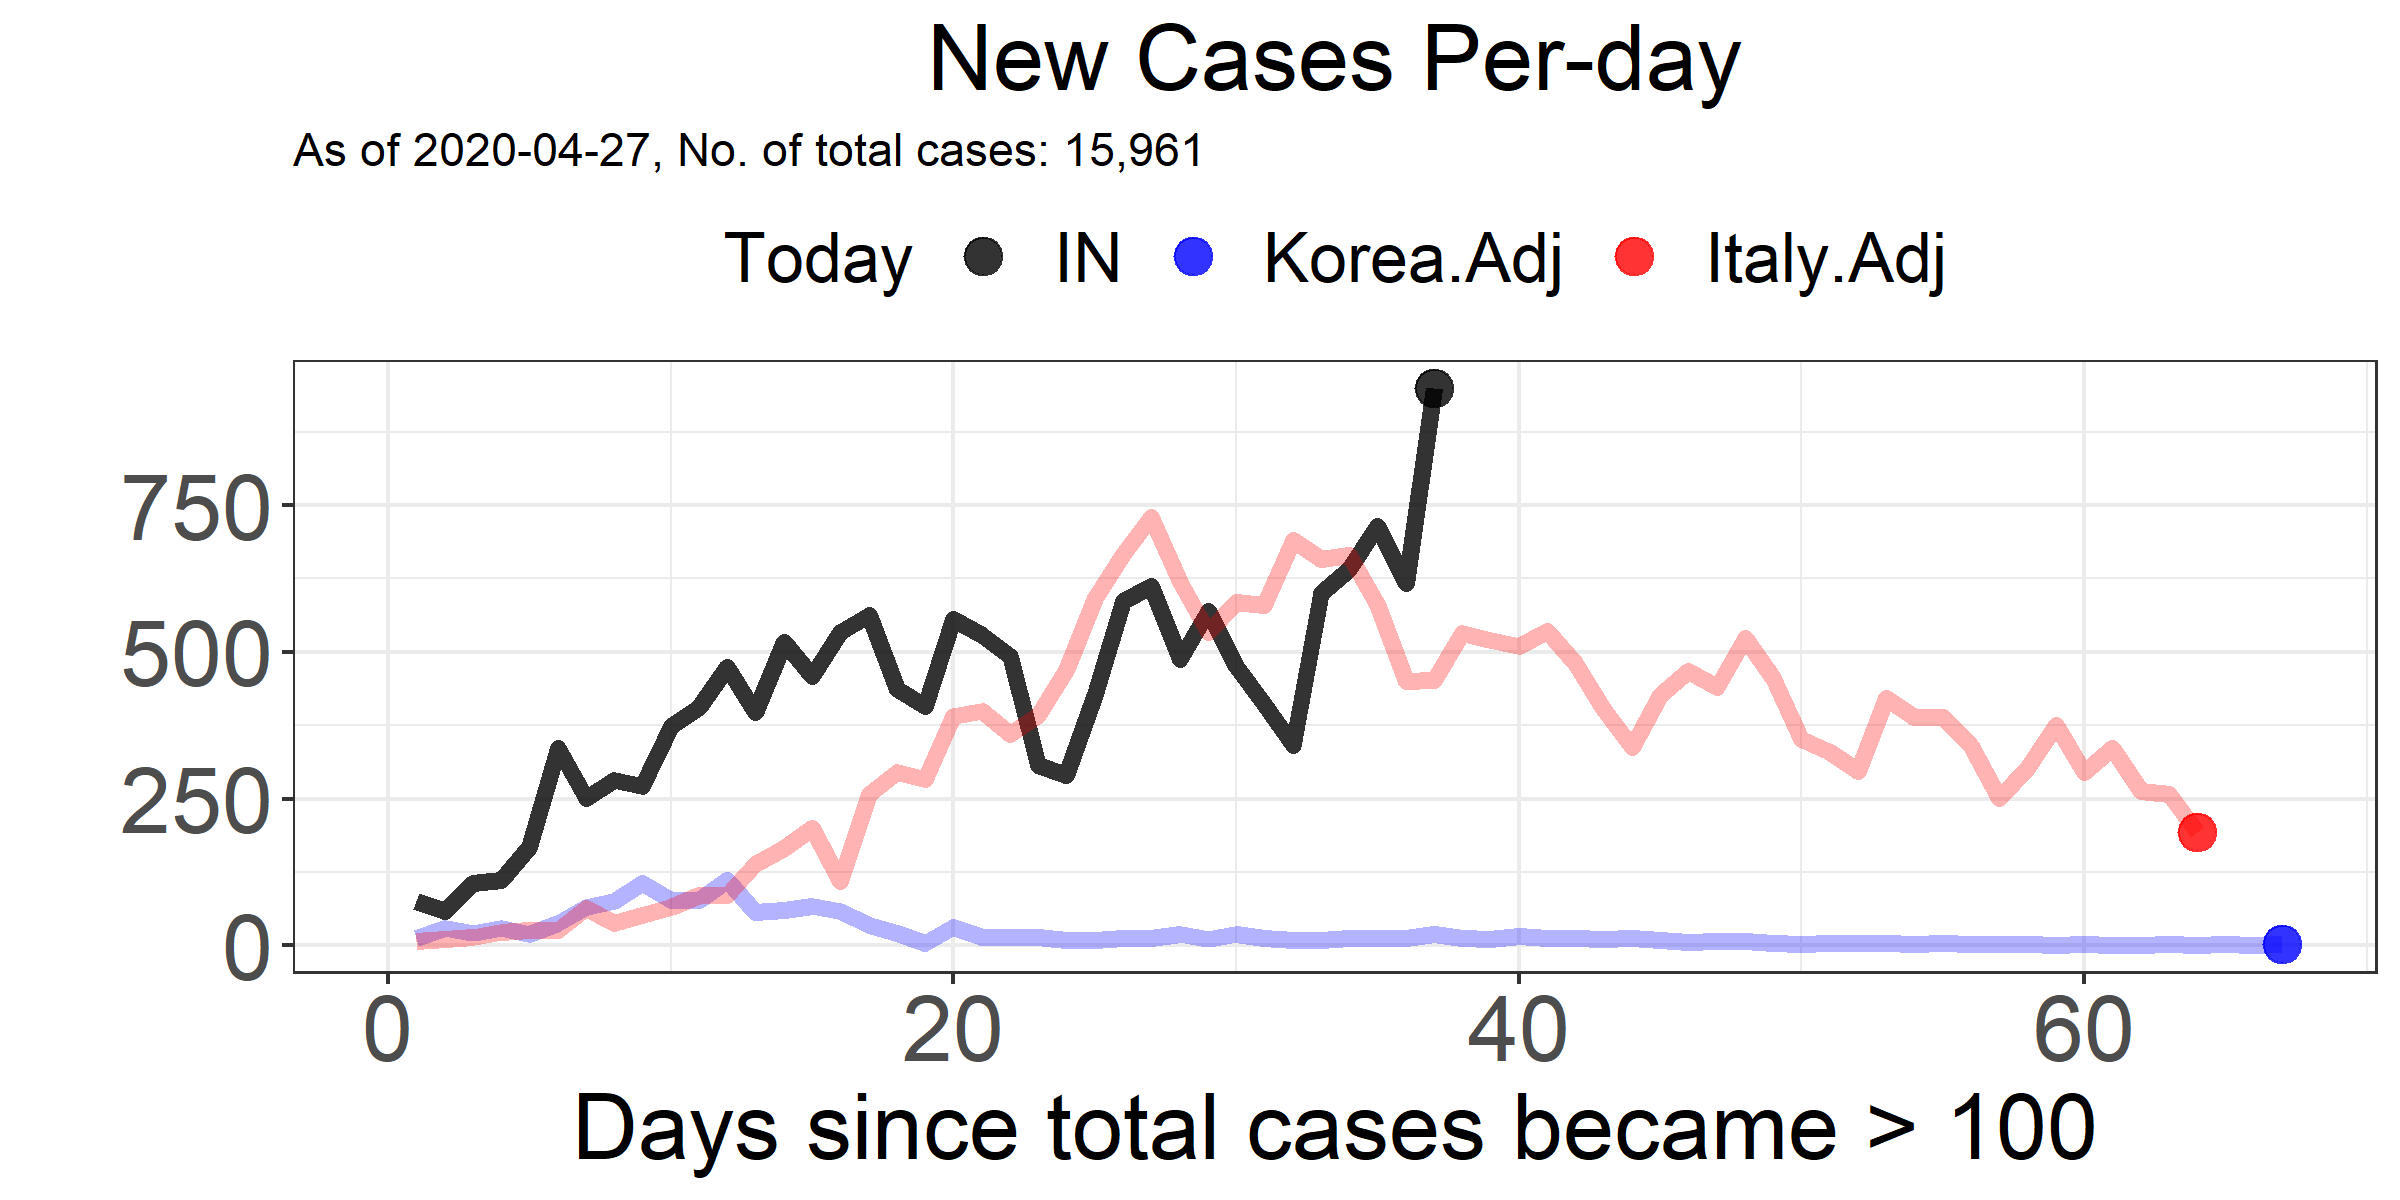 New Cases Per-day
As of 2020-04-27, No. of total cases: 15,961
Today IN Korea.Adj Italy.Adj
750
500
250
0
0 20 40 60
Days since total cases became > 100